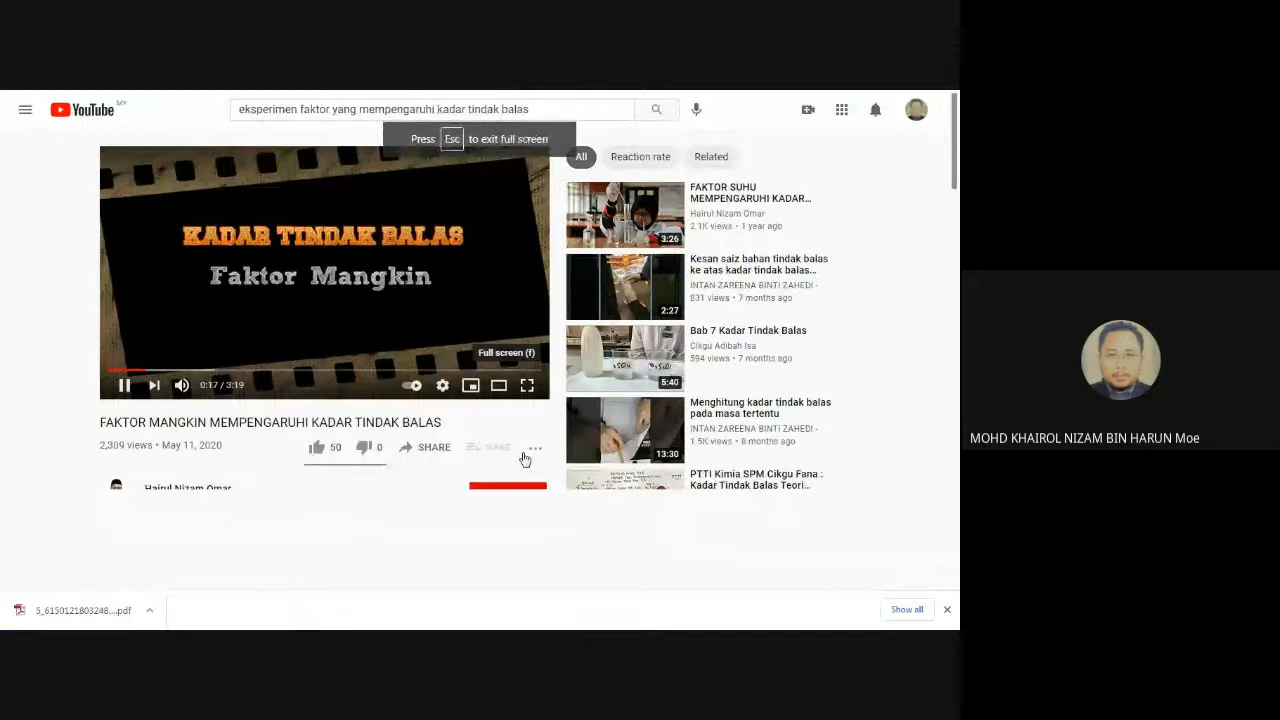 YouTube MY
eksperimen faktor yang mempengaruhi kadar tindak balas
Press Esc to exit full screen
All
Reaction rate
Related
KADAR TINDAK BALAS
Faktor Mangkin
Full screen (f)
0:17 / 3:19
FAKTOR MANGKIN MEMPENGARUHI KADAR TINDAK BALAS
2,309 views • May 11, 2020
50
0
SHARE
SAVE
Hairul Nizam Omar
FAKTOR SUHU
MEMPENGARUHI KADAR...
Hairul Nizam Omar
2.1K views • 1 year ago
3:26
Kesan saiz bahan tindak balas
ke atas kadar tindak balas...
INTAN ZAREENA BINTI ZAHEDI -
831 views • 7 months ago
2:27
Bab 7 Kadar Tindak Balas
Cikgu Adibah Isa
594 views • 7 months ago
5:40
Menghitung kadar tindak balas
pada masa tertentu
INTAN ZAREENA BINTI ZAHEDI -
1.5K views • 8 months ago
13:30
PTTI Kimia SPM Cikgu Fana :
Kadar Tindak Balas Teori...
5_6150121803248....pdf
Show all
MOHD KHAIROL NIZAM BIN HARUN Moe